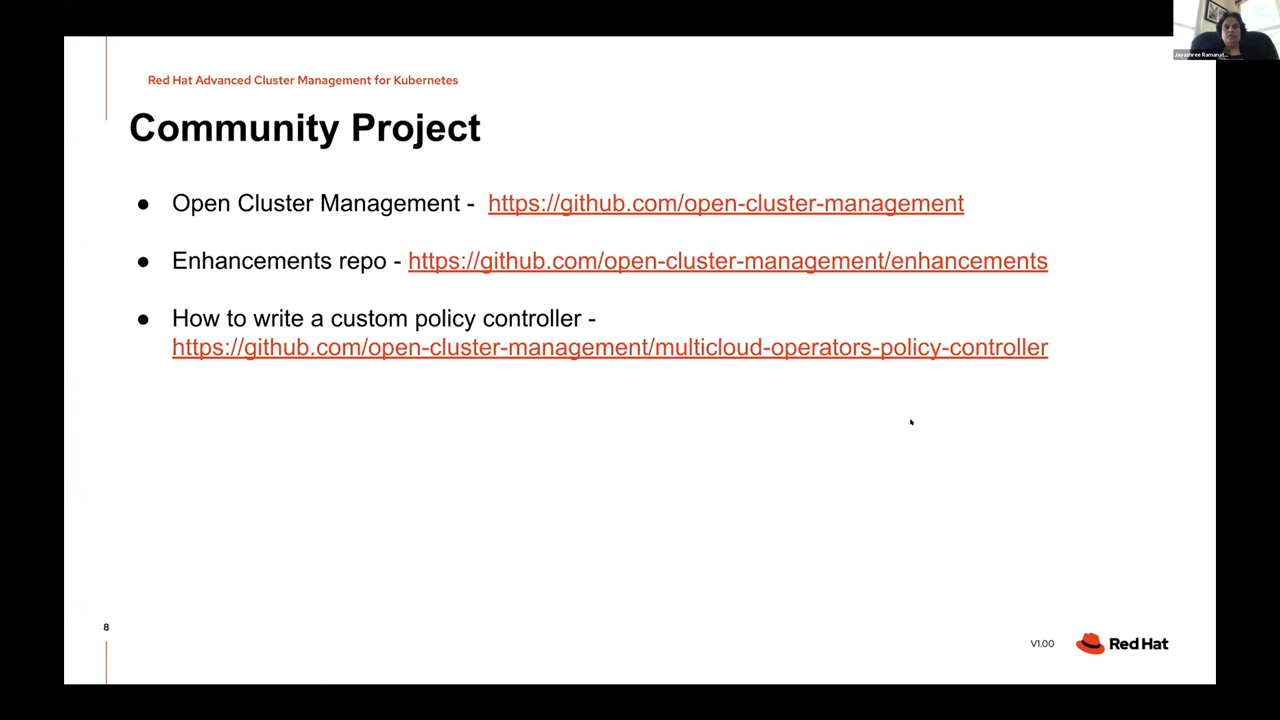 Jayashree Ramanat...
Red Hat Advanced Cluster Management for Kubernetes
Community Project
● Open Cluster Management - https://github.com/open-cluster-management
● Enhancements repo - https://github.com/open-cluster-management/enhancements
● How to write a custom policy controller -
https://github.com/open-cluster-management/multicloud-operators-policy-controller
8
V1.00
Red Hat